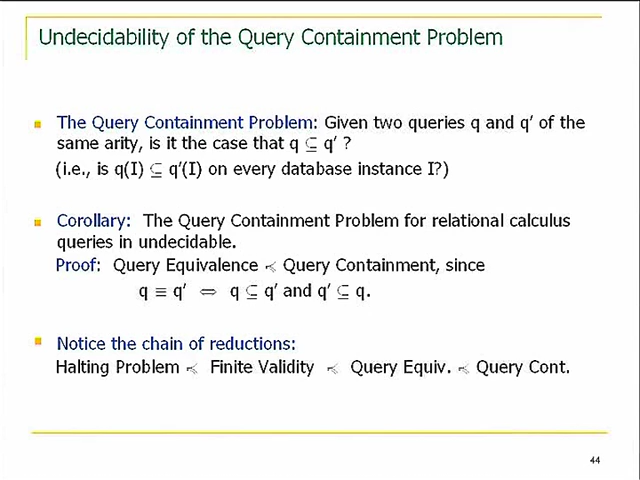 Undecidability of the Query Containment Problem
The Query Containment Problem: Given two queries q and q′ of the
same arity, is it the case that q ⊆ q′ ?
(i.e., is q(I) ⊆ q′(I) on every database instance I?)
Corollary: The Query Containment Problem for relational calculus
queries in undecidable.
Proof: Query Equivalence ≼ Query Containment, since
q ≡ q′ ⇔ q ⊆ q′ and q′ ⊆ q.
Notice the chain of reductions:
Halting Problem ≼ Finite Validity ≼ Query Equiv. ≼ Query Cont.
44